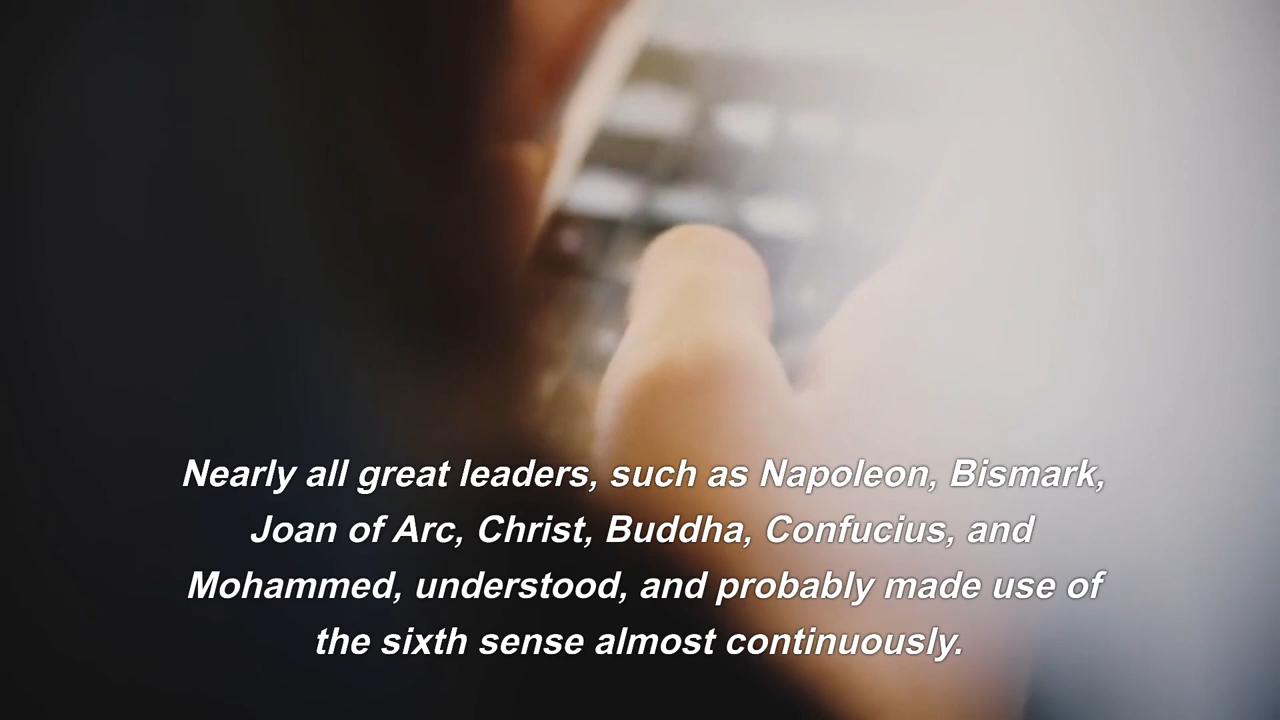 Nearly all great leaders, such as Napoleon, Bismark,
Joan of Arc, Christ, Buddha, Confucius, and
Mohammed, understood, and probably made use of
the sixth sense almost continuously.